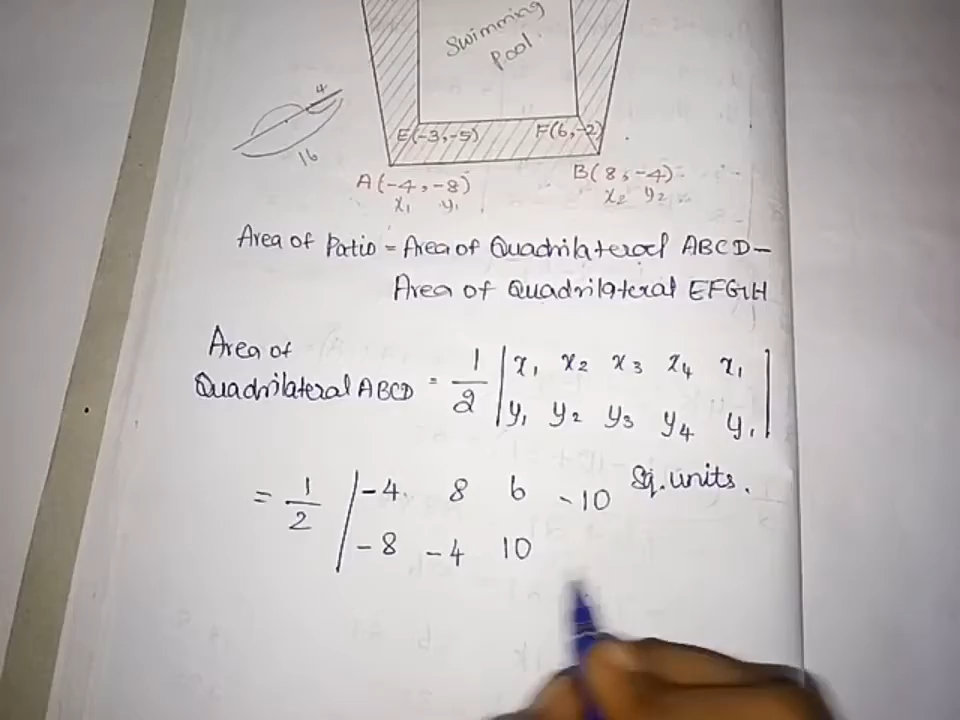 Swimming
Pool.
4
16
E(-3,-5) F(6,-2)
A(-4,-8) B(8,-4)
x₁ y₁ x₂ y₂
Area of Patio = Area of Quadrilateral ABCD -
Area of Quadrilateral EFGH
Area of
Quadrilateral ABCD = 1/2 | x₁ x₂ x₃ x₄ x₁
y₁ y₂ y₃ y₄ y₁ |
= 1/2 | -4 8 6 -10 Sq. units.
-8 -4 10